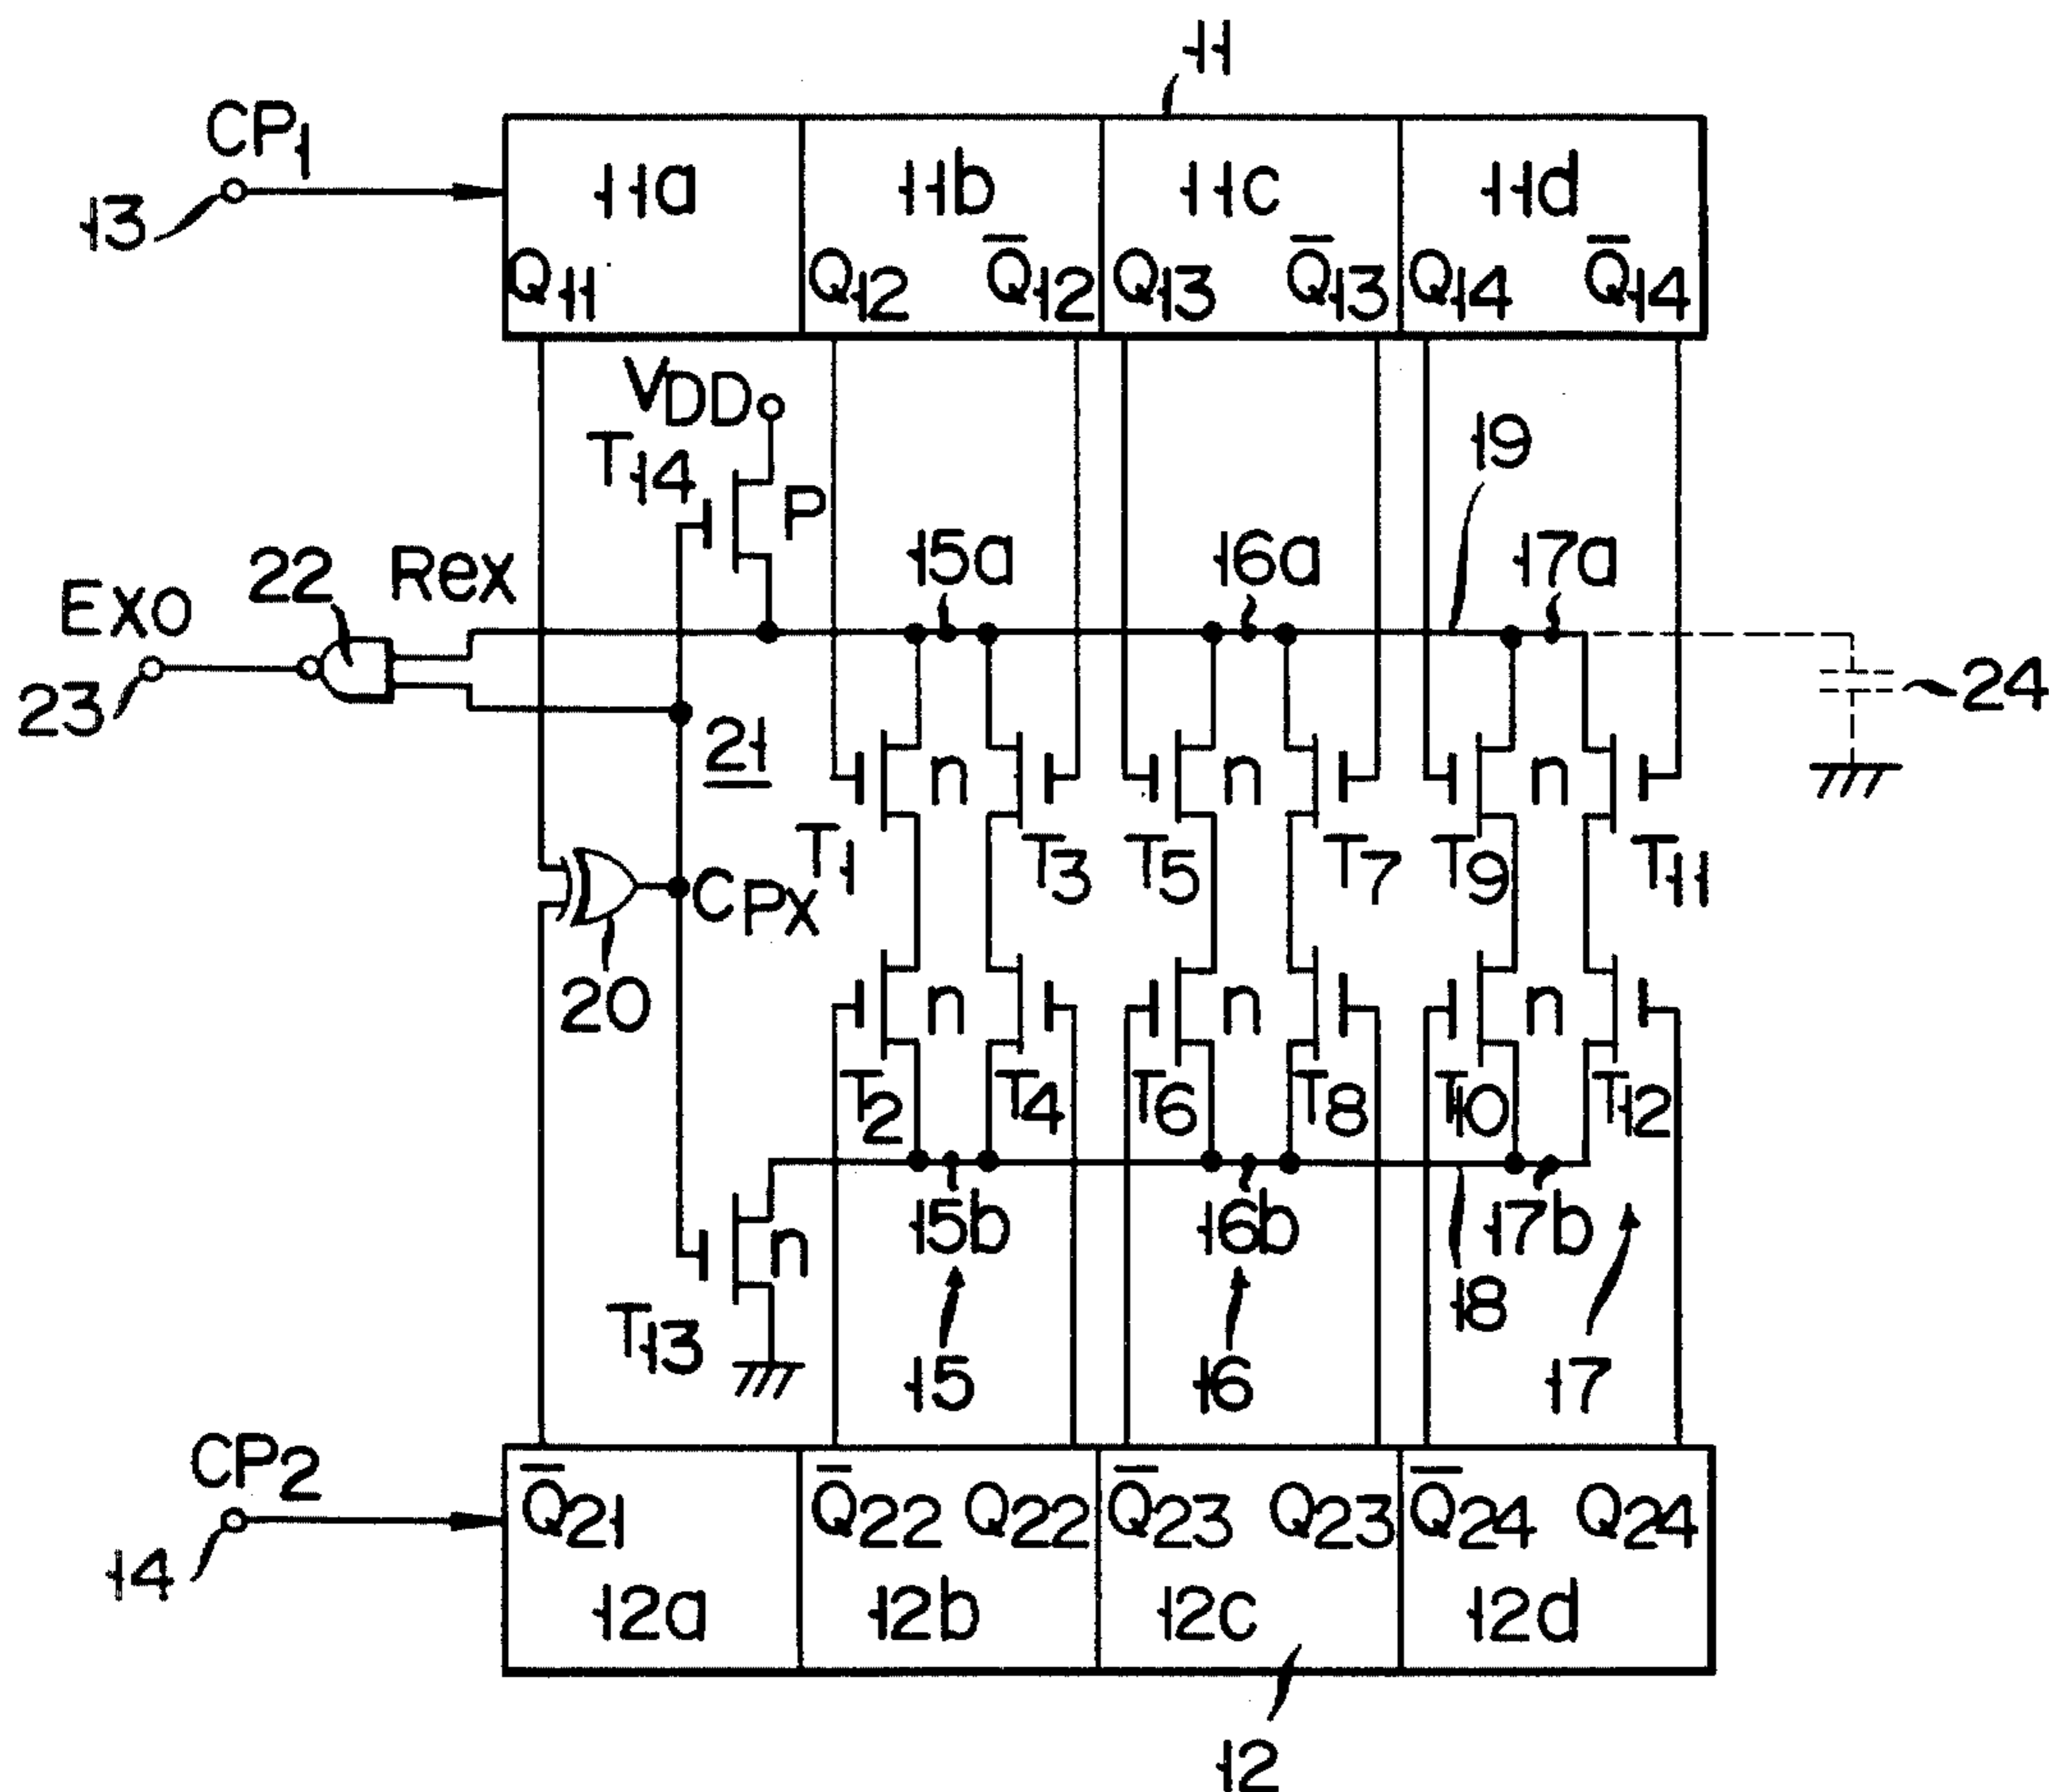 11
CP1
13
11a 11b 11c 11d
Q11 Q12 Q̅12 Q13 Q̅13 Q14 Q̅14
VDD
T14 P
19
15a 16a 17a
22 Rex
EX0
23
24
21
n n n
T1 T3 T5 T7 T9 T11
CPX
20
n n n
T2 T4 T6 T8 T10 T12
n
15b 16b 17b
T13
18
15 16 17
CP2
14
Q̅21 Q̅22 Q22 Q̅23 Q23 Q̅24 Q24
12a 12b 12c 12d
12